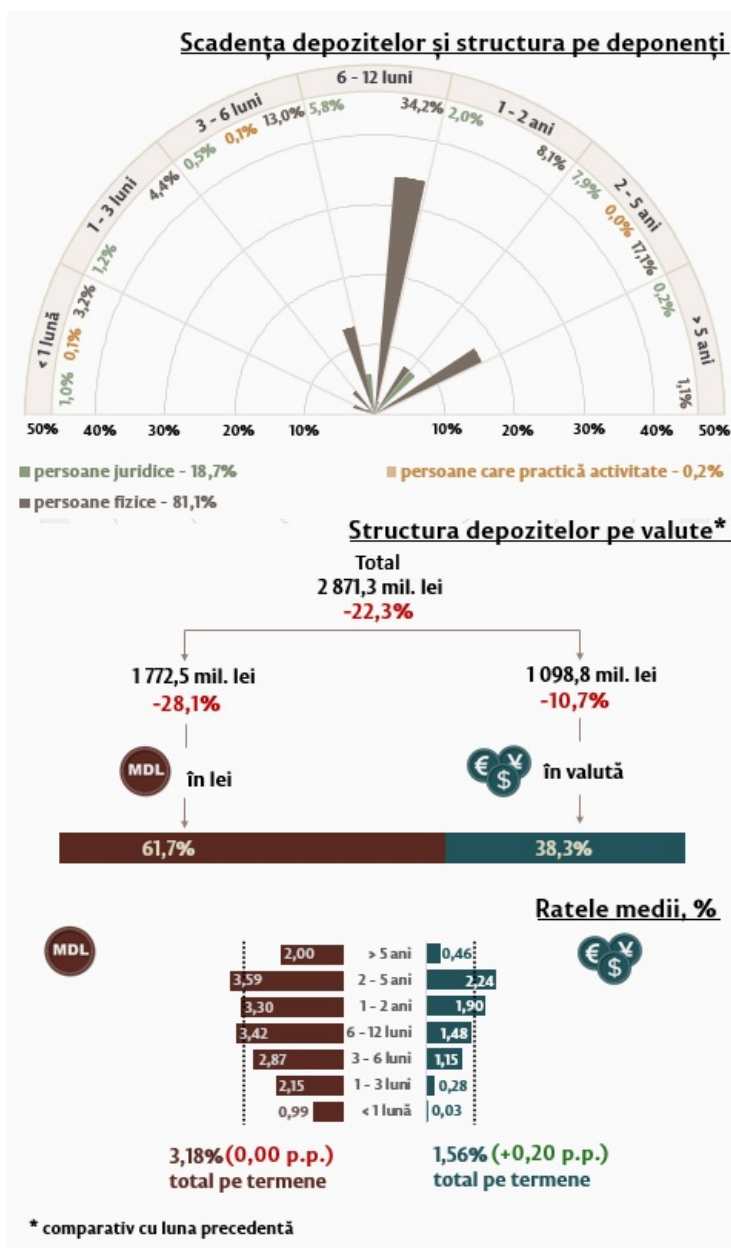 Scadența depozitelor și structura pe deponenți
6 - 12 luni
3 - 6 luni
1 - 2 ani
1 - 3 luni
2 - 5 ani
< 1 lună
> 5 ani
1,0% 0,1% 3,2%
1,2% 4,4%
0,5% 0,1% 13,0%
5,8% 34,2%
2,0% 8,1%
7,9% 0,0% 17,1%
0,2% 1,1%
50% 40% 30% 20% 10% 10% 20% 30% 40% 50%
persoane juridice - 18,7%
persoane care practică activitate - 0,2%
persoane fizice - 81,1%
Structura depozitelor pe valute*
Total
2 871,3 mil. lei
-22,3%
1 772,5 mil. lei
1 098,8 mil. lei
-28,1%
-10,7%
MDL în lei
€ ¥ $ în valută
61,7% 38,3%
Ratele medii, %
MDL
€ ¥ $
2,00 > 5 ani 0,46
3,59 2 - 5 ani 2,24
3,30 1 - 2 ani 1,90
3,42 6 - 12 luni 1,48
2,87 3 - 6 luni 1,15
2,15 1 - 3 luni 0,28
0,99 < 1 lună 0,03
3,18% (0,00 p.p.)
total pe termene
1,56% (+0,20 p.p.)
total pe termene
* comparativ cu luna precedentă